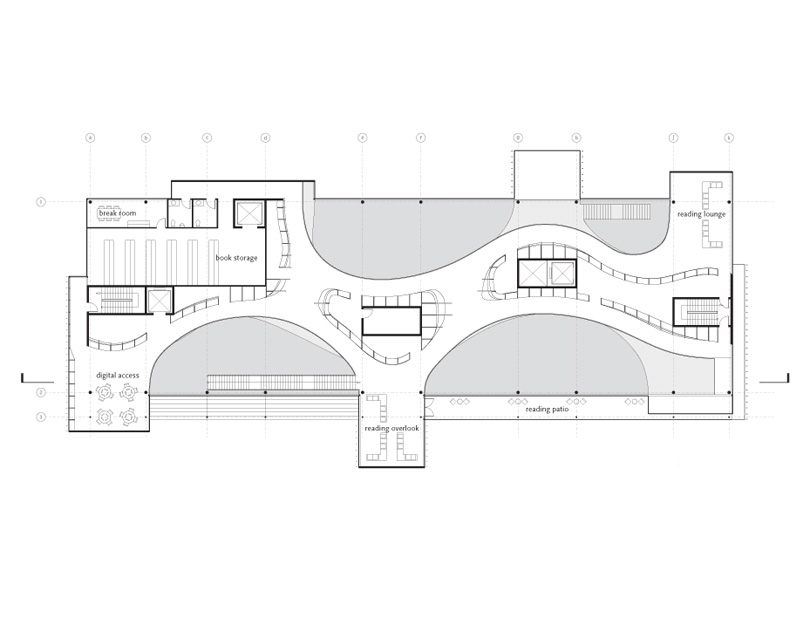 a b c d e f g h j k
1
break room
reading lounge
book storage
digital access
2
reading patio
3
reading overlook